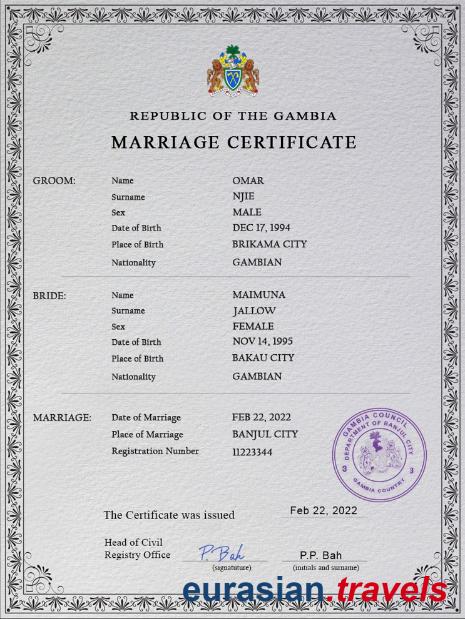 REPUBLIC OF THE GAMBIA
MARRIAGE CERTIFICATE
GROOM: Name OMAR
Surname NJIE
Sex MALE
Date of Birth DEC 17, 1994
Place of Birth BRIKAMA CITY
Nationality GAMBIAN
BRIDE: Name MAIMUNA
Surname JALLOW
Sex FEMALE
Date of Birth NOV 14, 1995
Place of Birth BAKAU CITY
Nationality GAMBIAN
MARRIAGE: Date of Marriage FEB 22, 2022
Place of Marriage BANJUL CITY
Registration Number 11223344
GAMBIA COUNCIL
DEPARTMENT OF BANJUL CITY
3 3
GAMBIA COUNTRY
The Certificate was issued Feb 22, 2022
Head of Civil
Registry Office P. Bah P.P. Bah
(signatuture) (initials and surname)
eurasian.travels